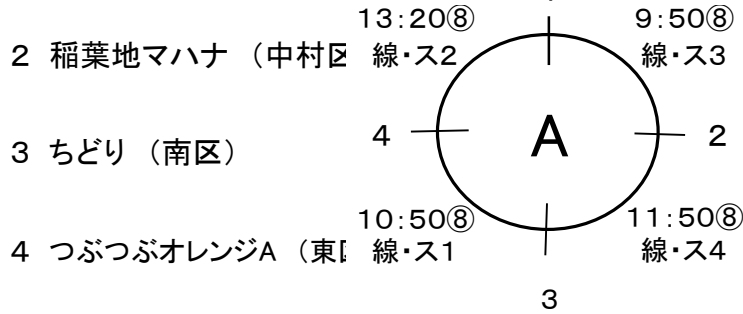 13:20⑧
9:50⑧
2 稲葉地マハナ （中村区
線・ス2
線・ス3
4
A
2
3 ちどり （南区）
10:50⑧
11:50⑧
4 つぶつぶオレンジA （東
線・ス1
線・ス4
3